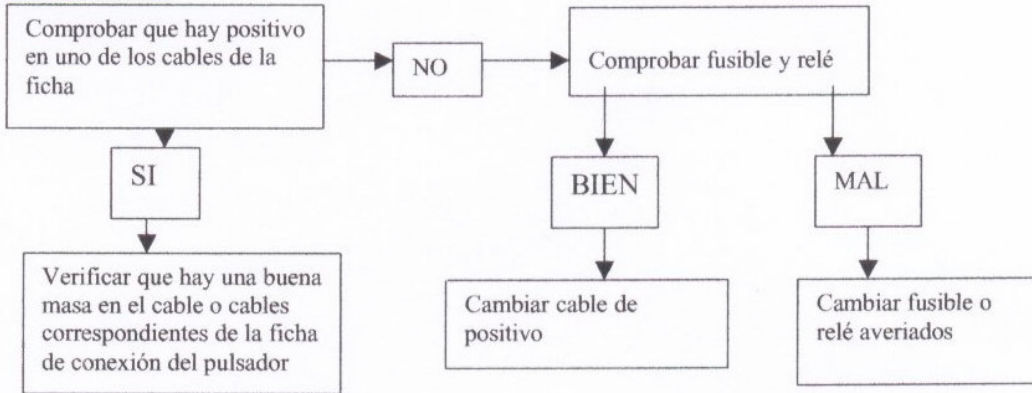 Comprobar que hay positivo
en uno de los cables de la
ficha
NO
Comprobar fusible y relé
SI
BIEN
MAL
Verificar que hay una buena
masa en el cable o cables
correspondientes de la ficha
de conexión del pulsador
Cambiar cable de
positivo
Cambiar fusible o
relé averiados